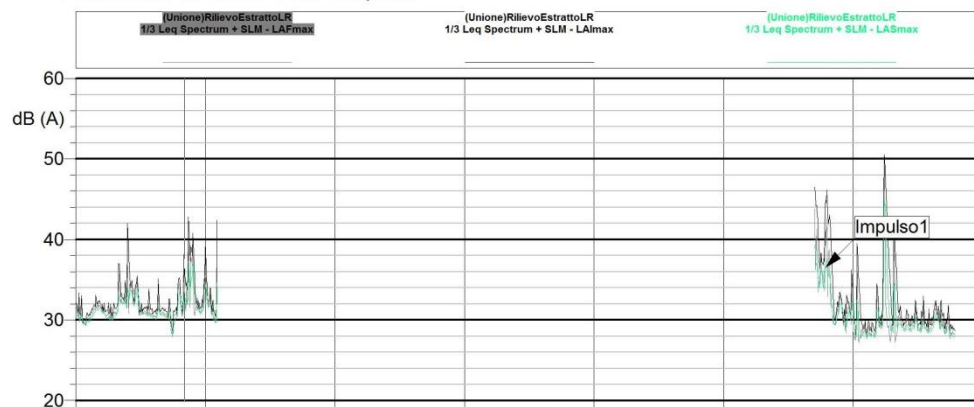 (Unione)RilievoEstrattoLR
1/3 Leq Spectrum + SLM - LAFmax
(Unione)RilievoEstrattoLR
1/3 Leq Spectrum + SLM - LAImax
(Unione)RilievoEstrattoLR
1/3 Leq Spectrum + SLM - LASmax
60
dB (A)
50
40
Impulso1
30
20